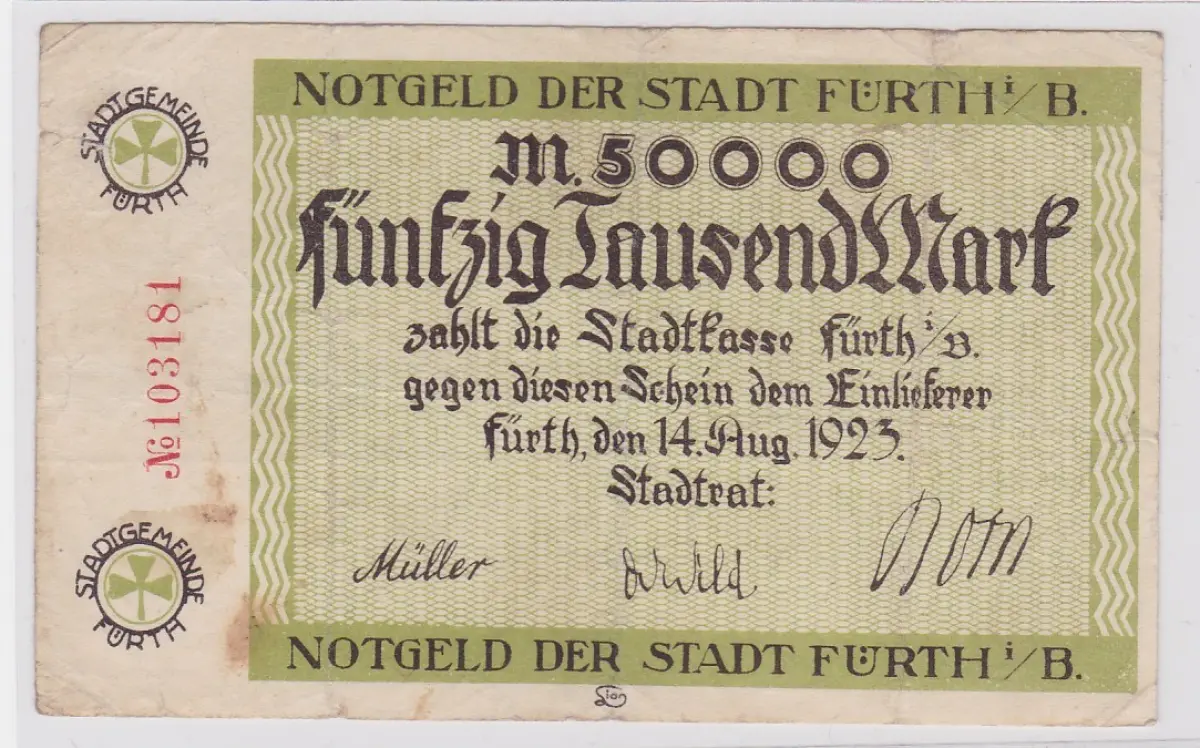 STADTGEMEINDE
FÜRTH
№103181
STADTGEMEINDE
FÜRTH
NOTGELD DER STADT FÜRTH i/B.
M. 50000
Fünfzig Tausend Mark
zahlt die Stadtkasse Fürth i/B.
gegen diesen Schein dem Einlieferer
Fürth, den 14. Aug. 1923.
Stadtrat:
Müller
NOTGELD DER STADT FÜRTH i/B.